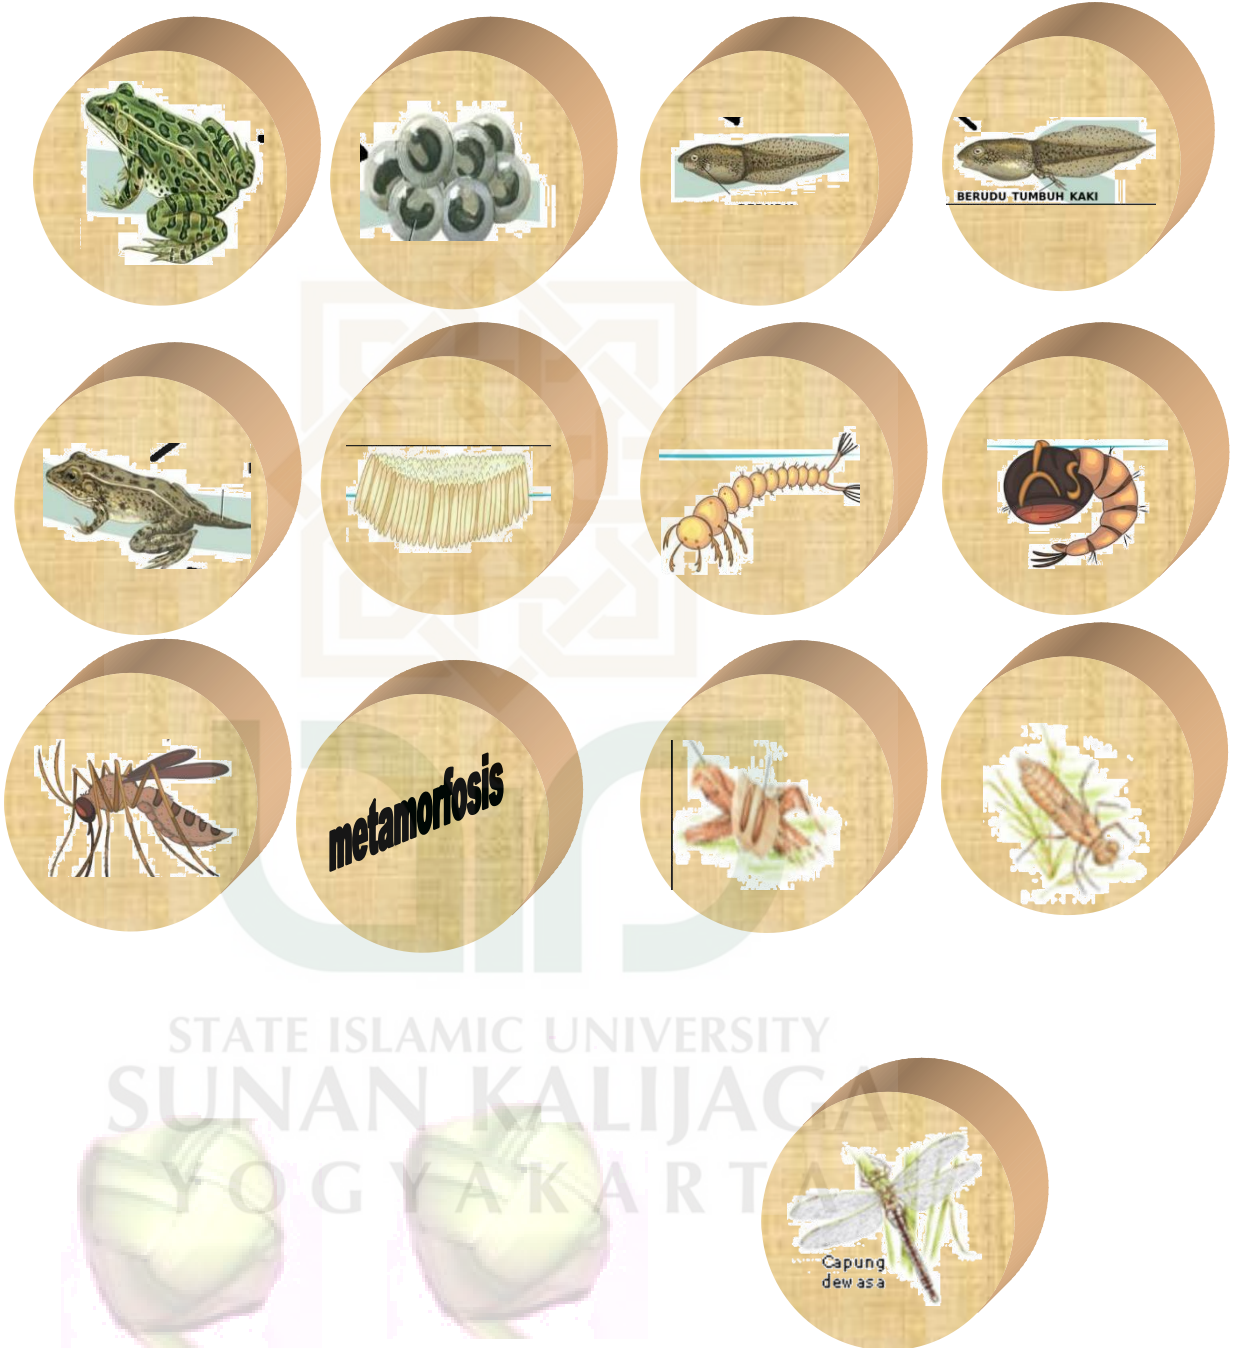 BERUDU TUMBUH KAKI
metamorfosis
STATE ISLAMIC UNIVERSITY
SUNAN KALIJAGA
YOGYAKARTA
Capung
dewasa